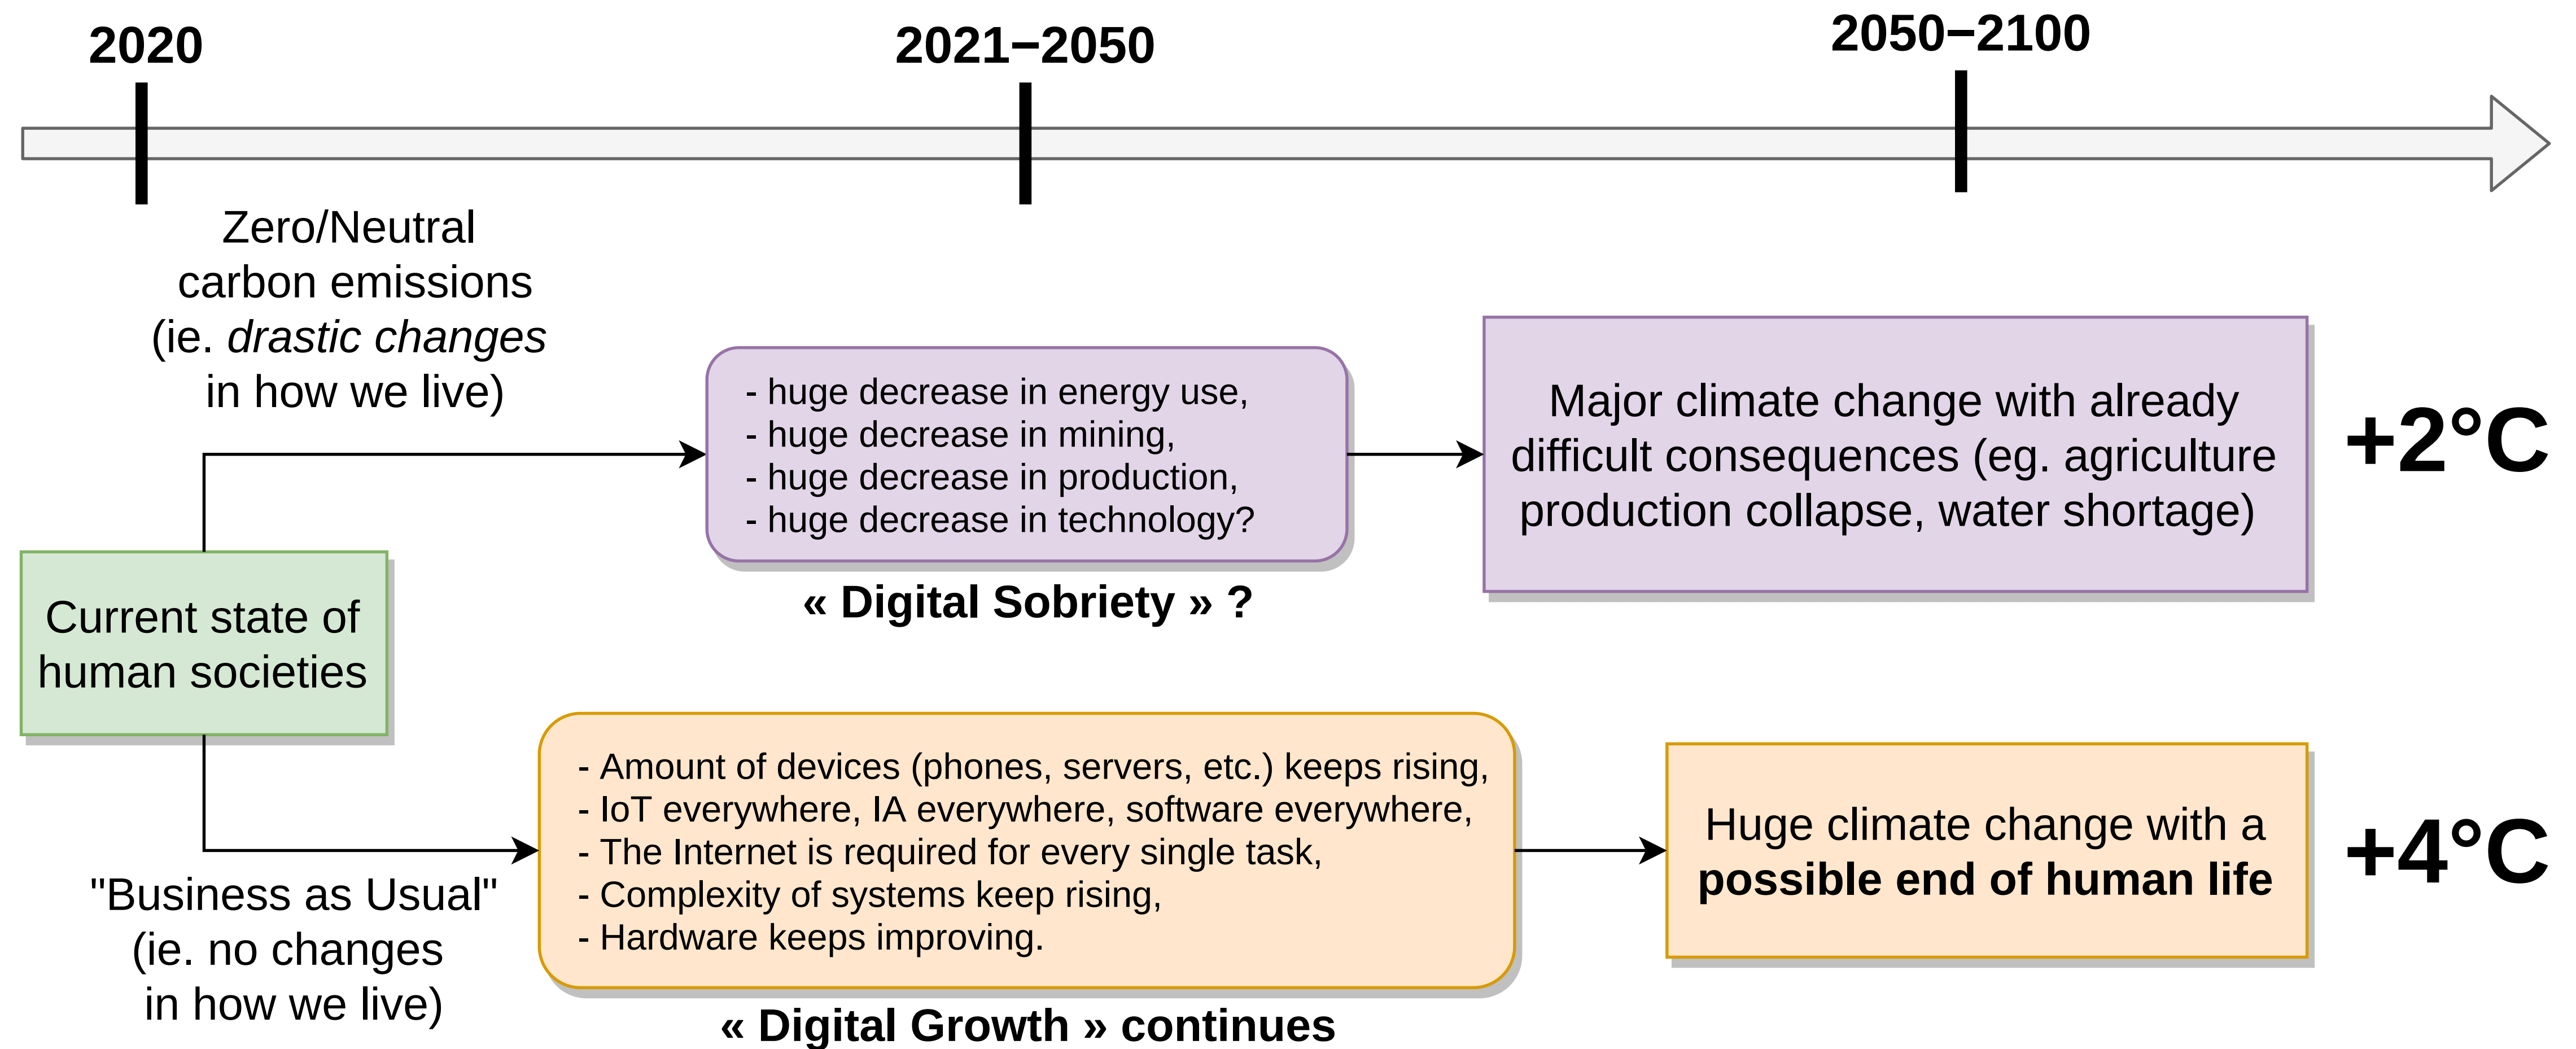 2020
2021–2050
2050–2100
Zero/Neutral
carbon emissions
(ie. drastic changes
in how we live)
- huge decrease in energy use,
- huge decrease in mining,
- huge decrease in production,
- huge decrease in technology?
« Digital Sobriety » ?
Major climate change with already
difficult consequences (eg. agriculture
production collapse, water shortage)
+2°C
Current state of
human societies
"Business as Usual"
(ie. no changes
in how we live)
- Amount of devices (phones, servers, etc.) keeps rising,
- IoT everywhere, IA everywhere, software everywhere,
- The Internet is required for every single task,
- Complexity of systems keep rising,
- Hardware keeps improving.
« Digital Growth » continues
Huge climate change with a
possible end of human life
+4°C